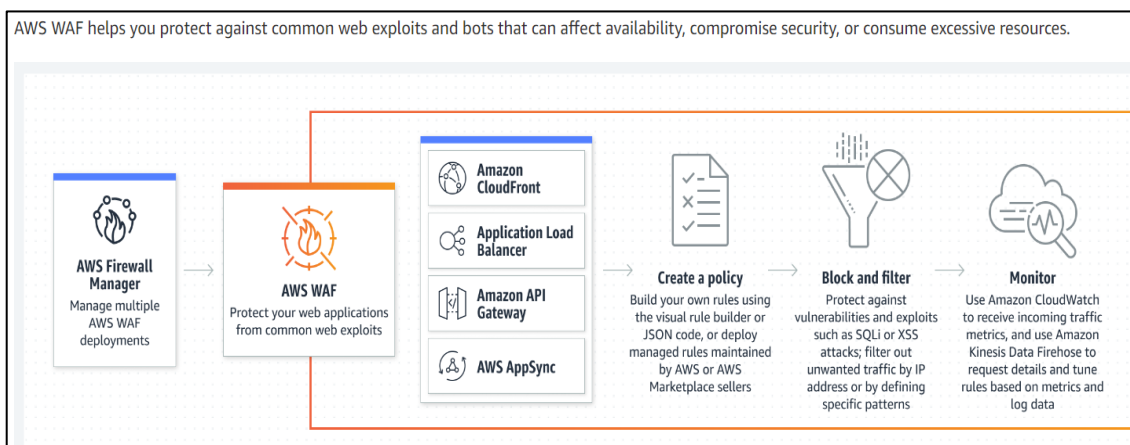 AWS WAF helps you protect against common web exploits and bots that can affect availability, compromise security, or consume excessive resources.
AWS Firewall
Manager
Manage multiple
AWS WAF
deployments
AWS WAF
Protect your web applications
from common web exploits
Amazon
CloudFront
Application Load
Balancer
Amazon API
Gateway
AWS AppSync
Create a policy
Build your own rules using
the visual rule builder or
JSON code, or deploy
managed rules maintained
by AWS or AWS
Marketplace sellers
Block and filter
Protect against
vulnerabilities and exploits
such as SQLi or XSS
attacks; filter out
unwanted traffic by IP
address or by defining
specific patterns
Monitor
Use Amazon CloudWatch
to receive incoming traffic
metrics, and use Amazon
Kinesis Data Firehose to
request details and tune
rules based on metrics and
log data